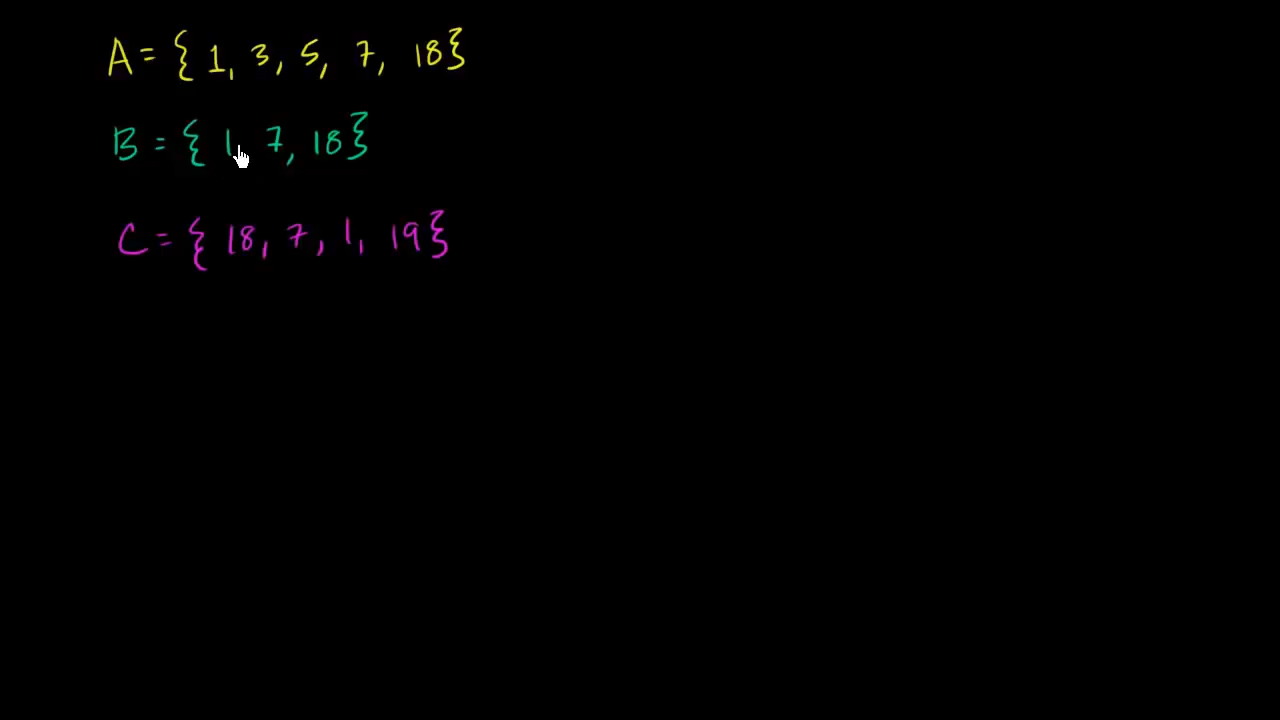 A = { 1, 3, 5, 7, 18}
B = { 1, 7, 18}
C = { 18, 7, 1, 19}